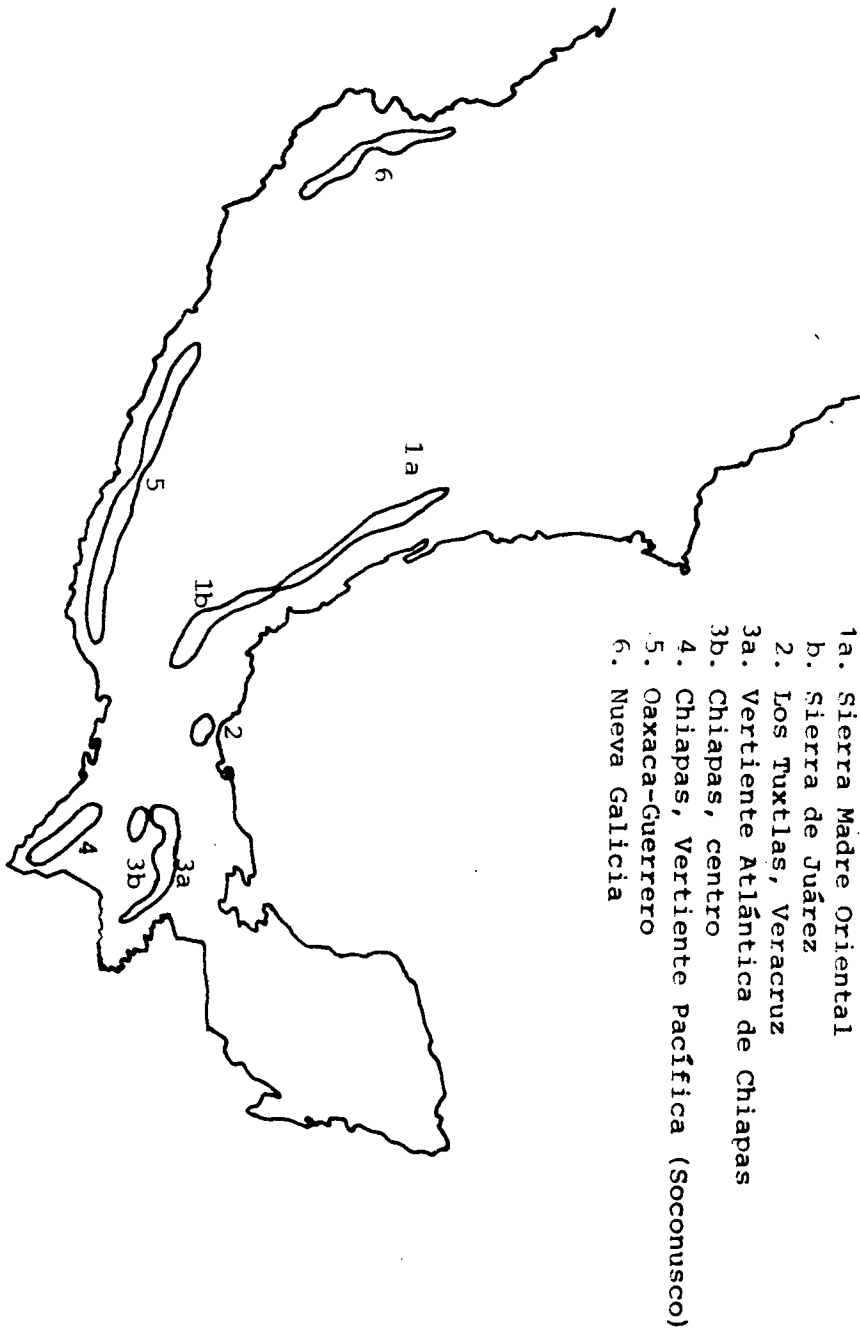 1a. Sierra Madre Oriental
b. Sierra de Juárez
2. Los Tuxtlas, Veracruz
3a. Vertiente Atlántica de Chiapas
3b. Chiapas, centro
4. Chiapas, Vertiente Pacífica (Soconusco)
5. Oaxaca-Guerrero
6. Nueva Galicia
6
1a
5
1b
2
3a
3b
4